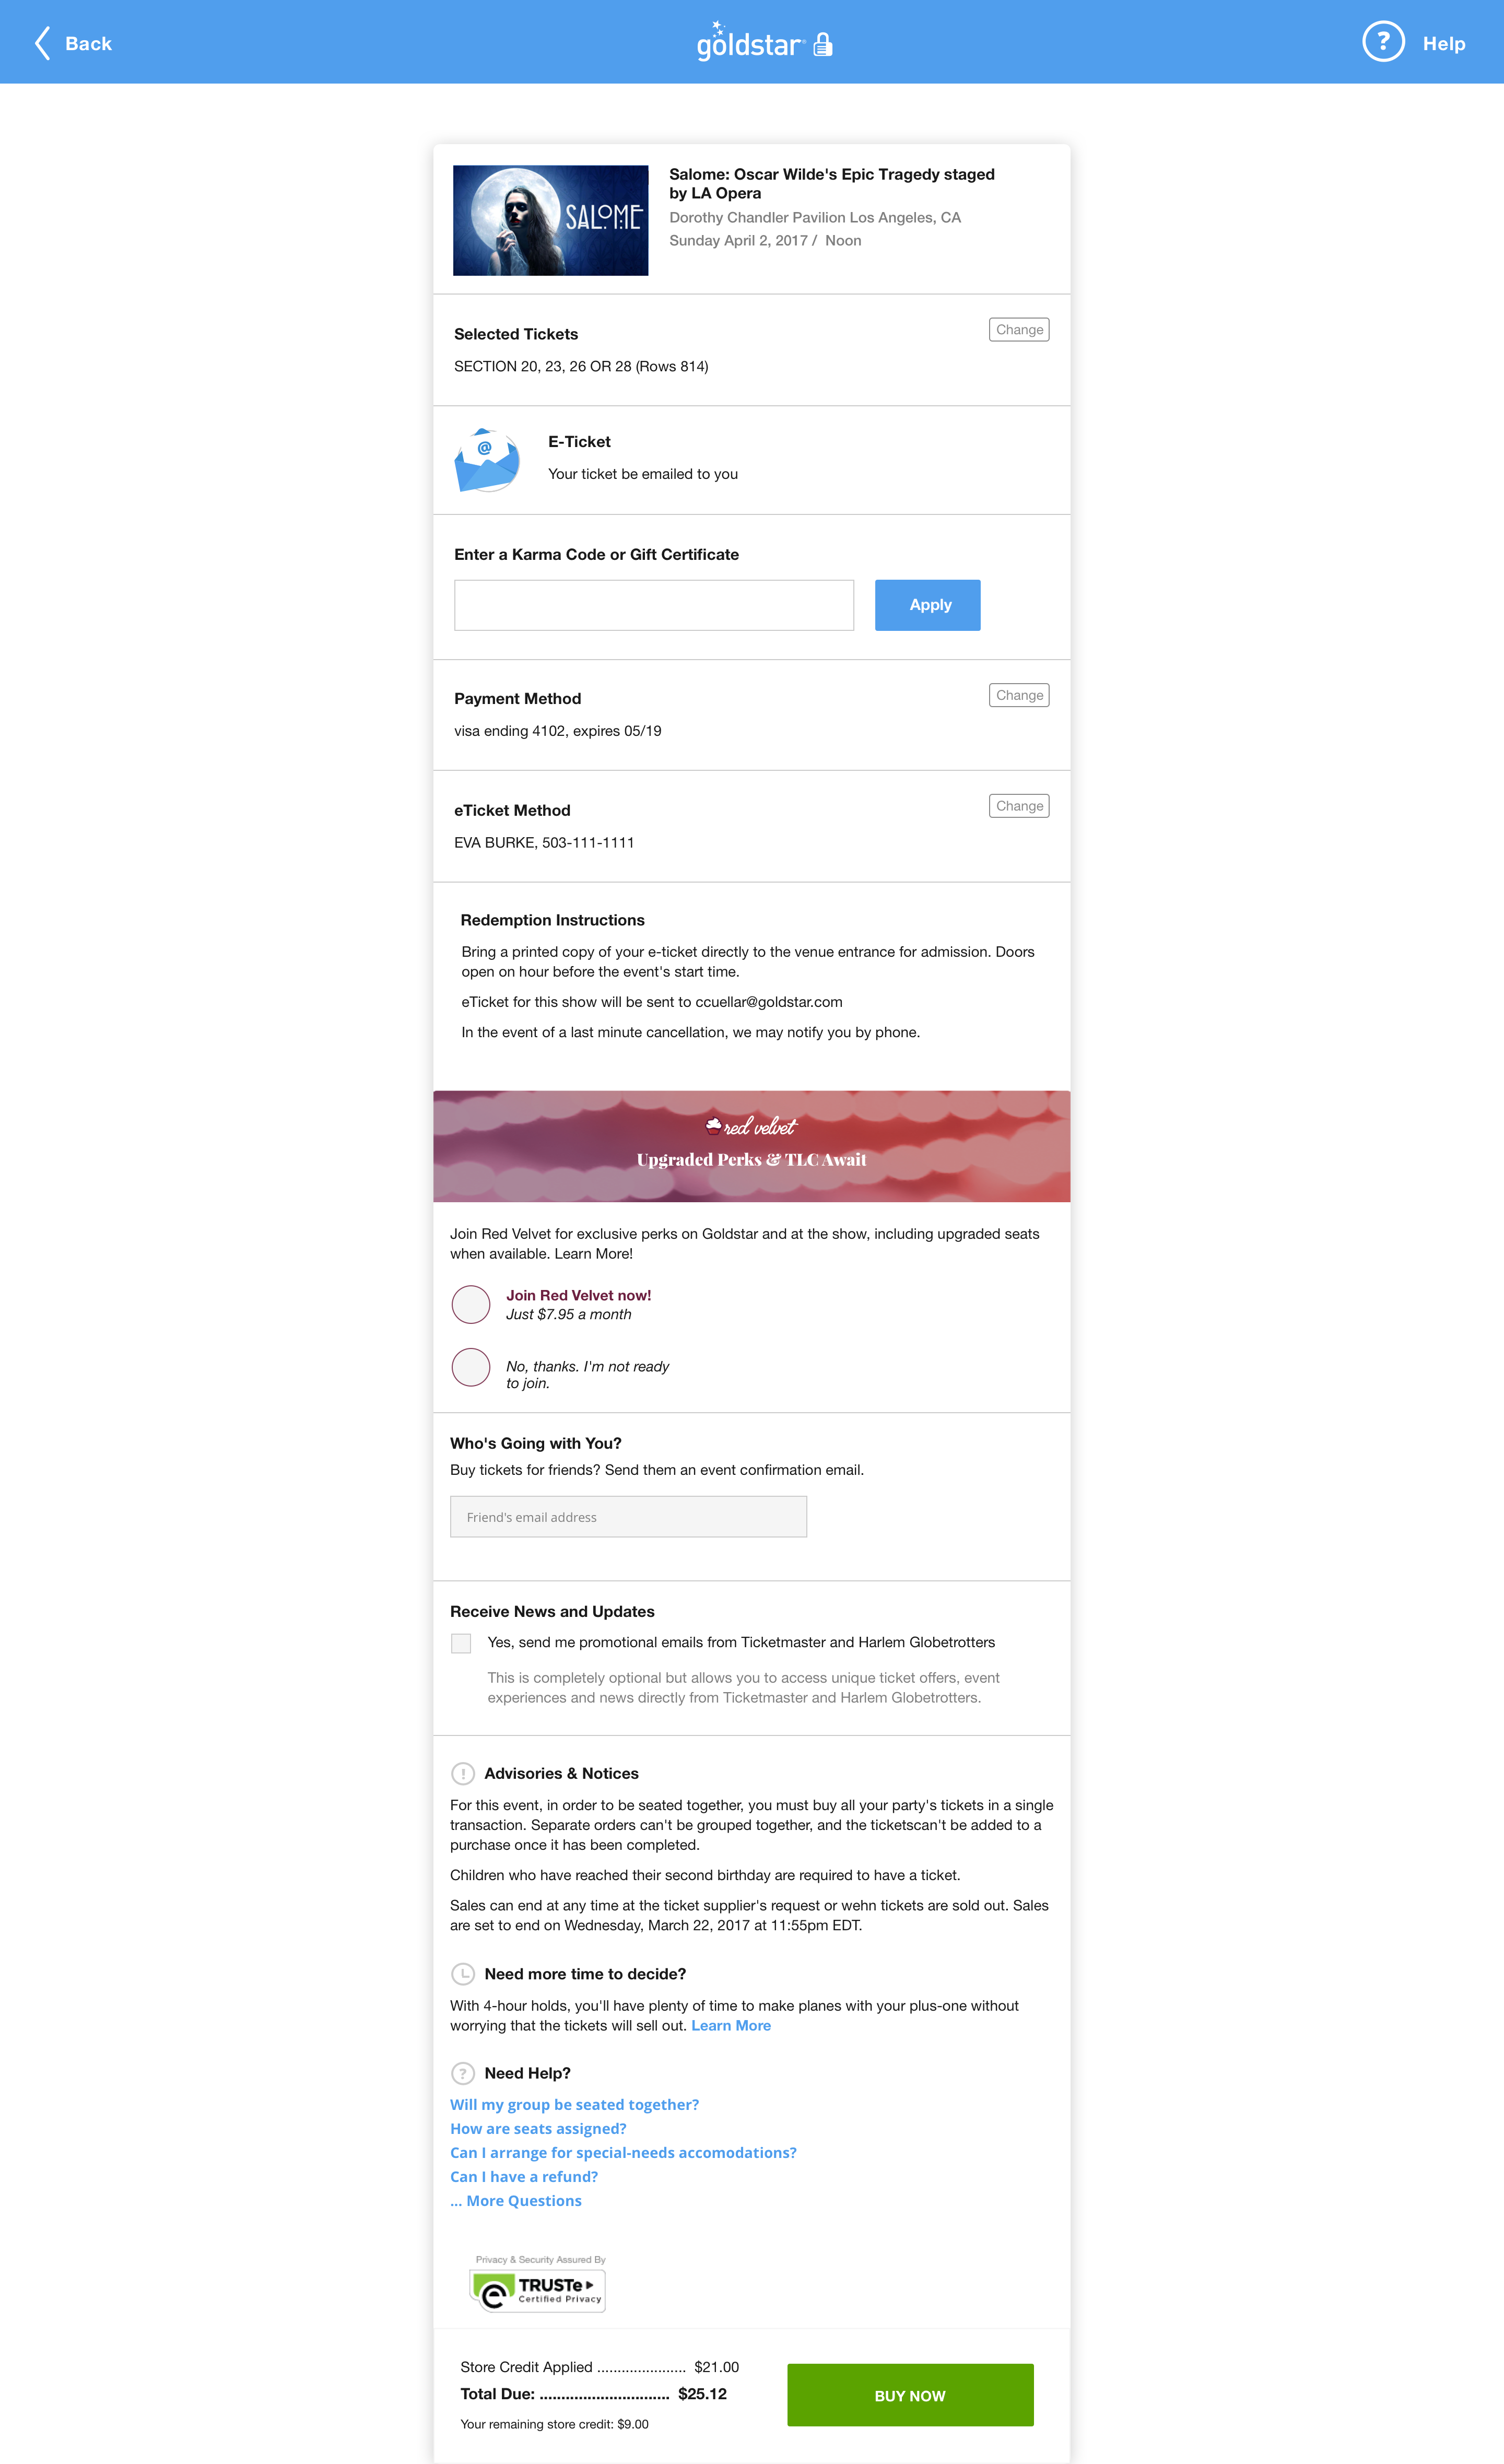 Back
goldstar
? Help
SALOME
Salome: Oscar Wilde's Epic Tragedy staged
by LA Opera
Dorothy Chandler Pavilion Los Angeles, CA
Sunday April 2, 2017 / Noon
Selected Tickets
Change
SECTION 20, 23, 26 OR 28 (Rows 814)
@
E-Ticket
Your ticket be emailed to you
Enter a Karma Code or Gift Certificate
Apply
Payment Method
Change
visa ending 4102, expires 05/19
eTicket Method
Change
EVA BURKE, 503-111-1111
Redemption Instructions
Bring a printed copy of your e-ticket directly to the venue entrance for admission. Doors
open on hour before the event's start time.
eTicket for this show will be sent to ccuellar@goldstar.com
In the event of a last minute cancellation, we may notify you by phone.
red velvet
Upgraded Perks & TLC Await
Join Red Velvet for exclusive perks on Goldstar and at the show, including upgraded seats
when available. Learn More!
Join Red Velvet now!
Just $7.95 a month
No, thanks. I'm not ready
to join.
Who's Going with You?
Buy tickets for friends? Send them an event confirmation email.
Friend's email address
Receive News and Updates
Yes, send me promotional emails from Ticketmaster and Harlem Globetrotters
This is completely optional but allows you to access unique ticket offers, event
experiences and news directly from Ticketmaster and Harlem Globetrotters.
! Advisories & Notices
For this event, in order to be seated together, you must buy all your party's tickets in a single
transaction. Separate orders can't be grouped together, and the ticketscan't be added to a
purchase once it has been completed.
Children who have reached their second birthday are required to have a ticket.
Sales can end at any time at the ticket supplier's request or wehn tickets are sold out. Sales
are set to end on Wednesday, March 22, 2017 at 11:55pm EDT.
Need more time to decide?
With 4-hour holds, you'll have plenty of time to make planes with your plus-one without
worrying that the tickets will sell out. Learn More
? Need Help?
Will my group be seated together?
How are seats assigned?
Can I arrange for special-needs accomodations?
Can I have a refund?
... More Questions
Privacy & Security Assured By
e TRUSTe
Certified Privacy
Store Credit Applied ...................... $21.00
Total Due: .............................. $25.12
BUY NOW
Your remaining store credit: $9.00